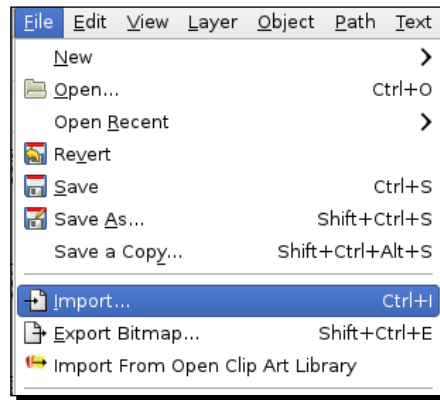 File Edit View Layer Object Path Text
New
Open... Ctrl+O
Open Recent
Revert
Save Ctrl+S
Save As... Shift+Ctrl+S
Save a Copy... Shift+Ctrl+Alt+S
Import... Ctrl+I
Export Bitmap... Shift+Ctrl+E
Import From Open Clip Art Library